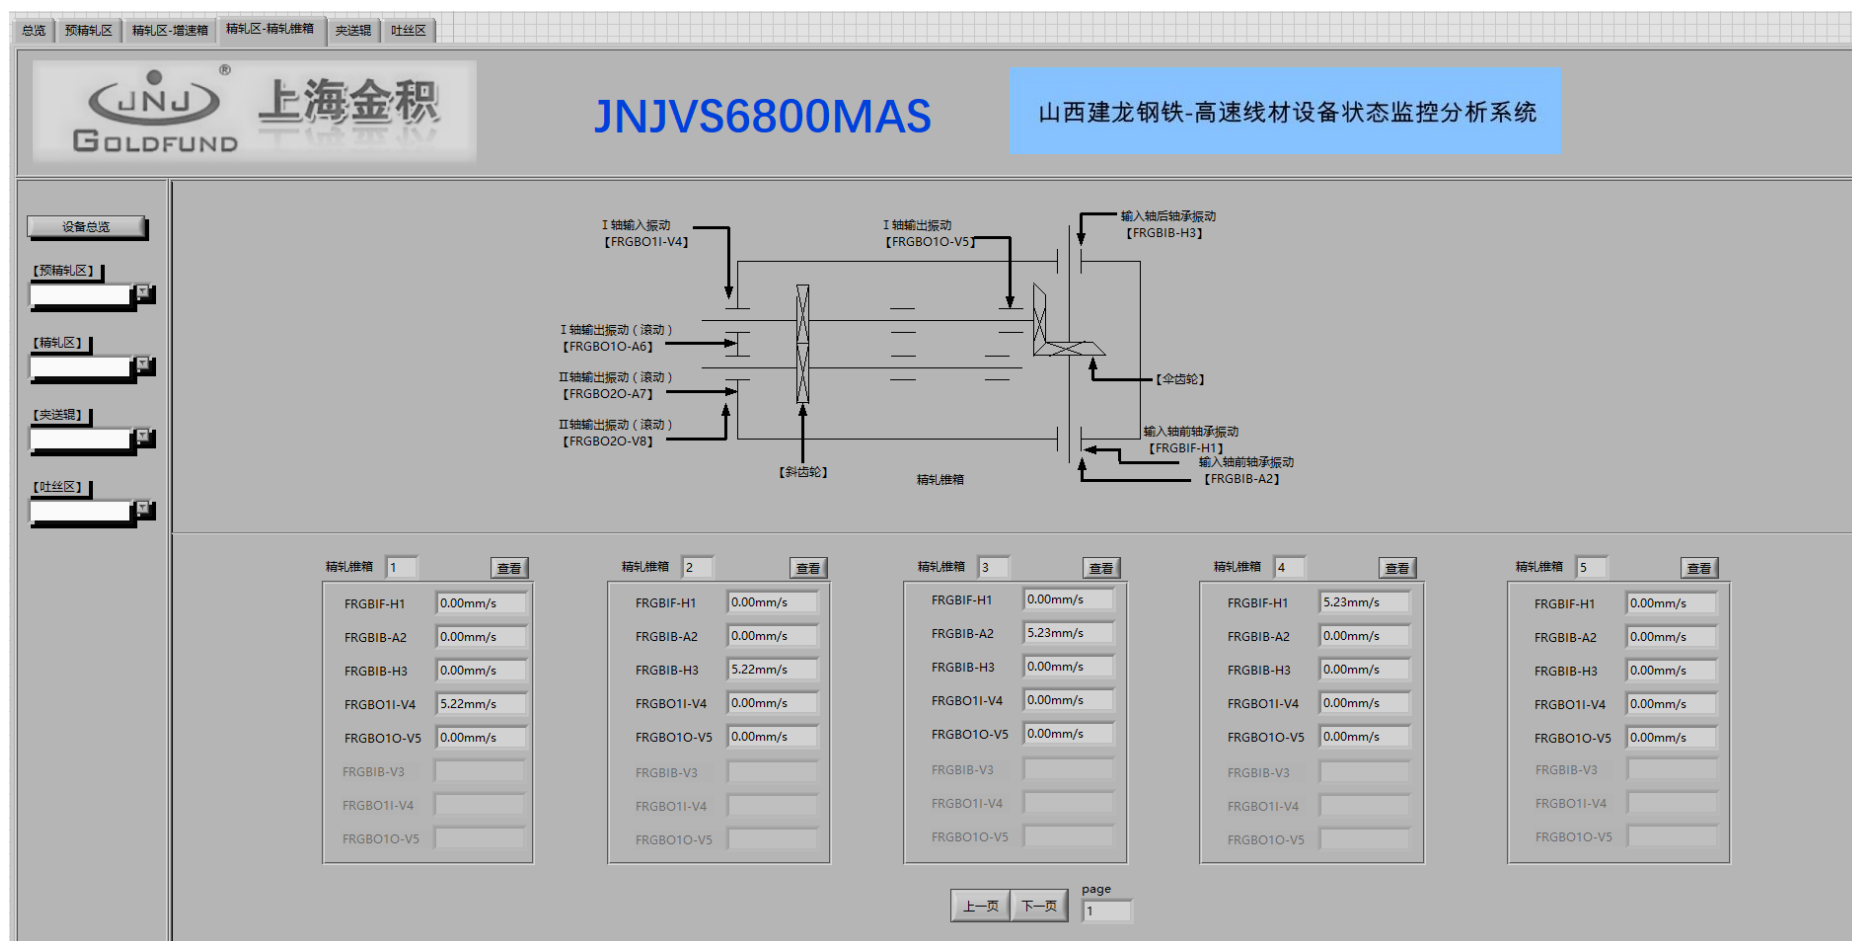 总览 预精轧区 精轧区-增速箱 精轧区-精轧锥箱 夹送辊 吐丝区
JNJ®
GOLDFUND
上海金积
JNJVS6800MAS
山西建龙钢铁-高速线材设备状态监控分析系统
设备总览
【预精轧区】
【精轧区】
【夹送辊】
【吐丝区】
I 轴输入振动
【FRGBO1I-V4】
I 轴输出振动
【FRGBO1O-V5】
输入轴后轴承振动
【FRGBIB-H3】
I 轴输出振动（滚动）
【FRGBO1O-A6】
II轴输出振动（滚动）
【FRGBO2O-A7】
II轴输出振动（滚动）
【FRGBO2O-V8】
【伞齿轮】
输入轴前轴承振动
【FRGBIF-H1】
输入轴前轴承振动
【FRGBIB-A2】
【斜齿轮】
精轧锥箱
精轧锥箱 1 查看
FRGBIF-H1 0.00mm/s
FRGBIB-A2 0.00mm/s
FRGBIB-H3 0.00mm/s
FRGBO1I-V4 5.22mm/s
FRGBO1O-V5 0.00mm/s
FRGBIB-V3
FRGBO1I-V4
FRGBO1O-V5
精轧锥箱 2 查看
FRGBIF-H1 0.00mm/s
FRGBIB-A2 0.00mm/s
FRGBIB-H3 5.22mm/s
FRGBO1I-V4 0.00mm/s
FRGBO1O-V5 0.00mm/s
FRGBIB-V3
FRGBO1I-V4
FRGBO1O-V5
精轧锥箱 3 查看
FRGBIF-H1 0.00mm/s
FRGBIB-A2 5.23mm/s
FRGBIB-H3 0.00mm/s
FRGBO1I-V4 0.00mm/s
FRGBO1O-V5 0.00mm/s
FRGBIB-V3
FRGBO1I-V4
FRGBO1O-V5
精轧锥箱 4 查看
FRGBIF-H1 5.23mm/s
FRGBIB-A2 0.00mm/s
FRGBIB-H3 0.00mm/s
FRGBO1I-V4 0.00mm/s
FRGBO1O-V5 0.00mm/s
FRGBIB-V3
FRGBO1I-V4
FRGBO1O-V5
精轧锥箱 5 查看
FRGBIF-H1 0.00mm/s
FRGBIB-A2 0.00mm/s
FRGBIB-H3 0.00mm/s
FRGBO1I-V4 0.00mm/s
FRGBO1O-V5 0.00mm/s
FRGBIB-V3
FRGBO1I-V4
FRGBO1O-V5
上一页 下一页
page
1